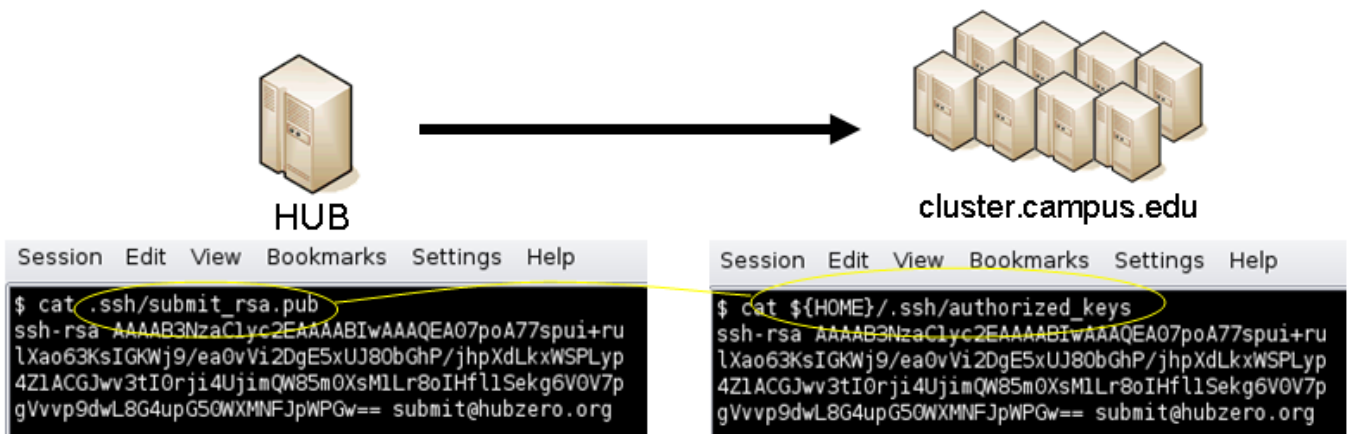 HUB
cluster.campus.edu
Session Edit View Bookmarks Settings Help
$ cat .ssh/submit_rsa.pub
ssh-rsa AAAAB3NzaC1yc2EAAAABIwAAAQEA07poA77spui+ru
lXao63KsIGKWj9/ea0vVi2DgE5xUJ80bGhP/jhpXdLkxWSPLyp
4Z1ACGJwv3tI0rji4UjimQW85m0XsM1Lr8oIHfl1Sekg6V0V7p
gVvvp9dwL8G4upG50WXMNFJpWPGw== submit@hubzero.org
Session Edit View Bookmarks Settings Help
$ cat ${HOME}/.ssh/authorized_keys
ssh-rsa AAAAB3NzaC1yc2EAAAABIwAAAQEA07poA77spui+ru
lXao63KsIGKWj9/ea0vVi2DgE5xUJ80bGhP/jhpXdLkxWSPLyp
4Z1ACGJwv3tI0rji4UjimQW85m0XsM1Lr8oIHfl1Sekg6V0V7p
gVvvp9dwL8G4upG50WXMNFJpWPGw== submit@hubzero.org